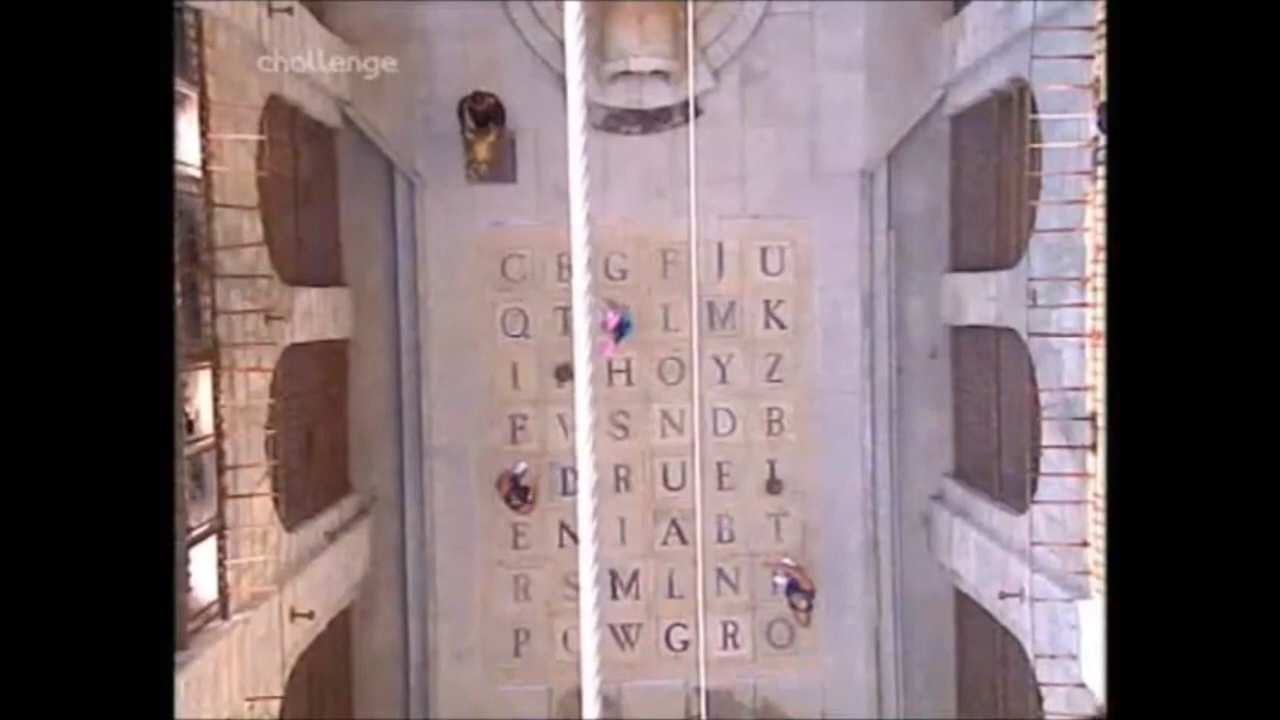 challenge
C E G F J U
Q T L M K
I H O Y Z
F V S N D B
D R U E I
E N I A B T
R S M L N
P W G R O